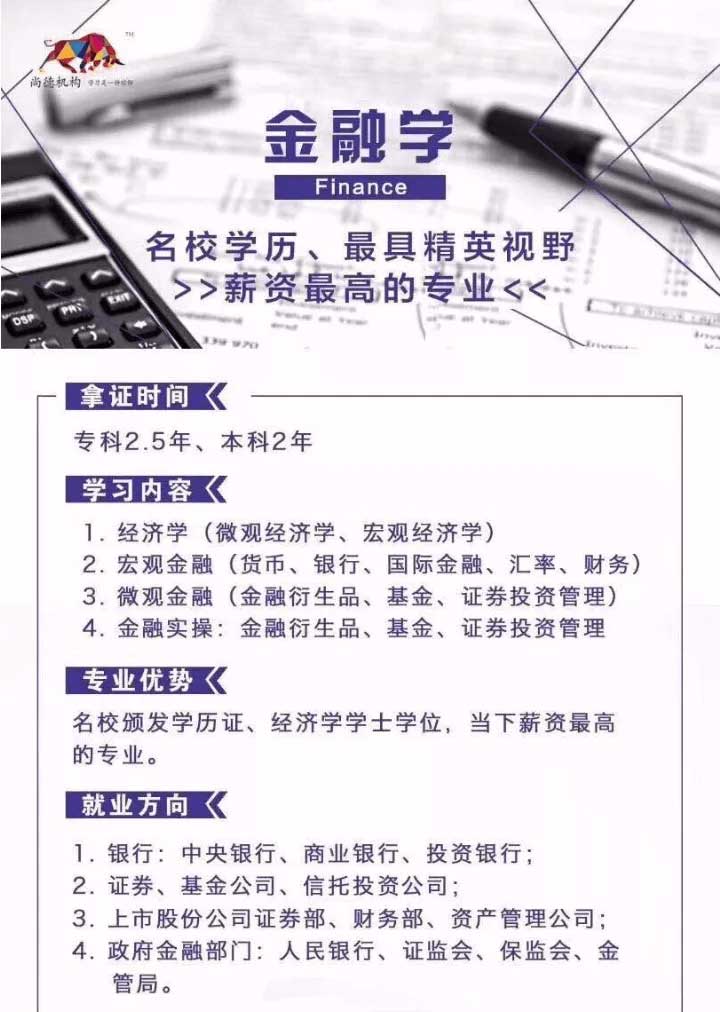 TM
尚德机构 学习是一种信仰
金融学
Finance
名校学历、最具精英视野
>>薪资最高的专业<<
DSP PRI EXIT
339 970
拿证时间
专科2.5年、本科2年
学习内容
1. 经济学（微观经济学、宏观经济学）
2. 宏观金融（货币、银行、国际金融、汇率、财务）
3. 微观金融（金融衍生品、基金、证券投资管理）
4. 金融实操：金融衍生品、基金、证券投资管理
专业优势
名校颁发学历证、经济学学士学位，当下薪资最高
的专业。
就业方向
1. 银行：中央银行、商业银行、投资银行；
2. 证券、基金公司、信托投资公司；
3. 上市股份公司证券部、财务部、资产管理公司；
4. 政府金融部门：人民银行、证监会、保监会、金
管局。